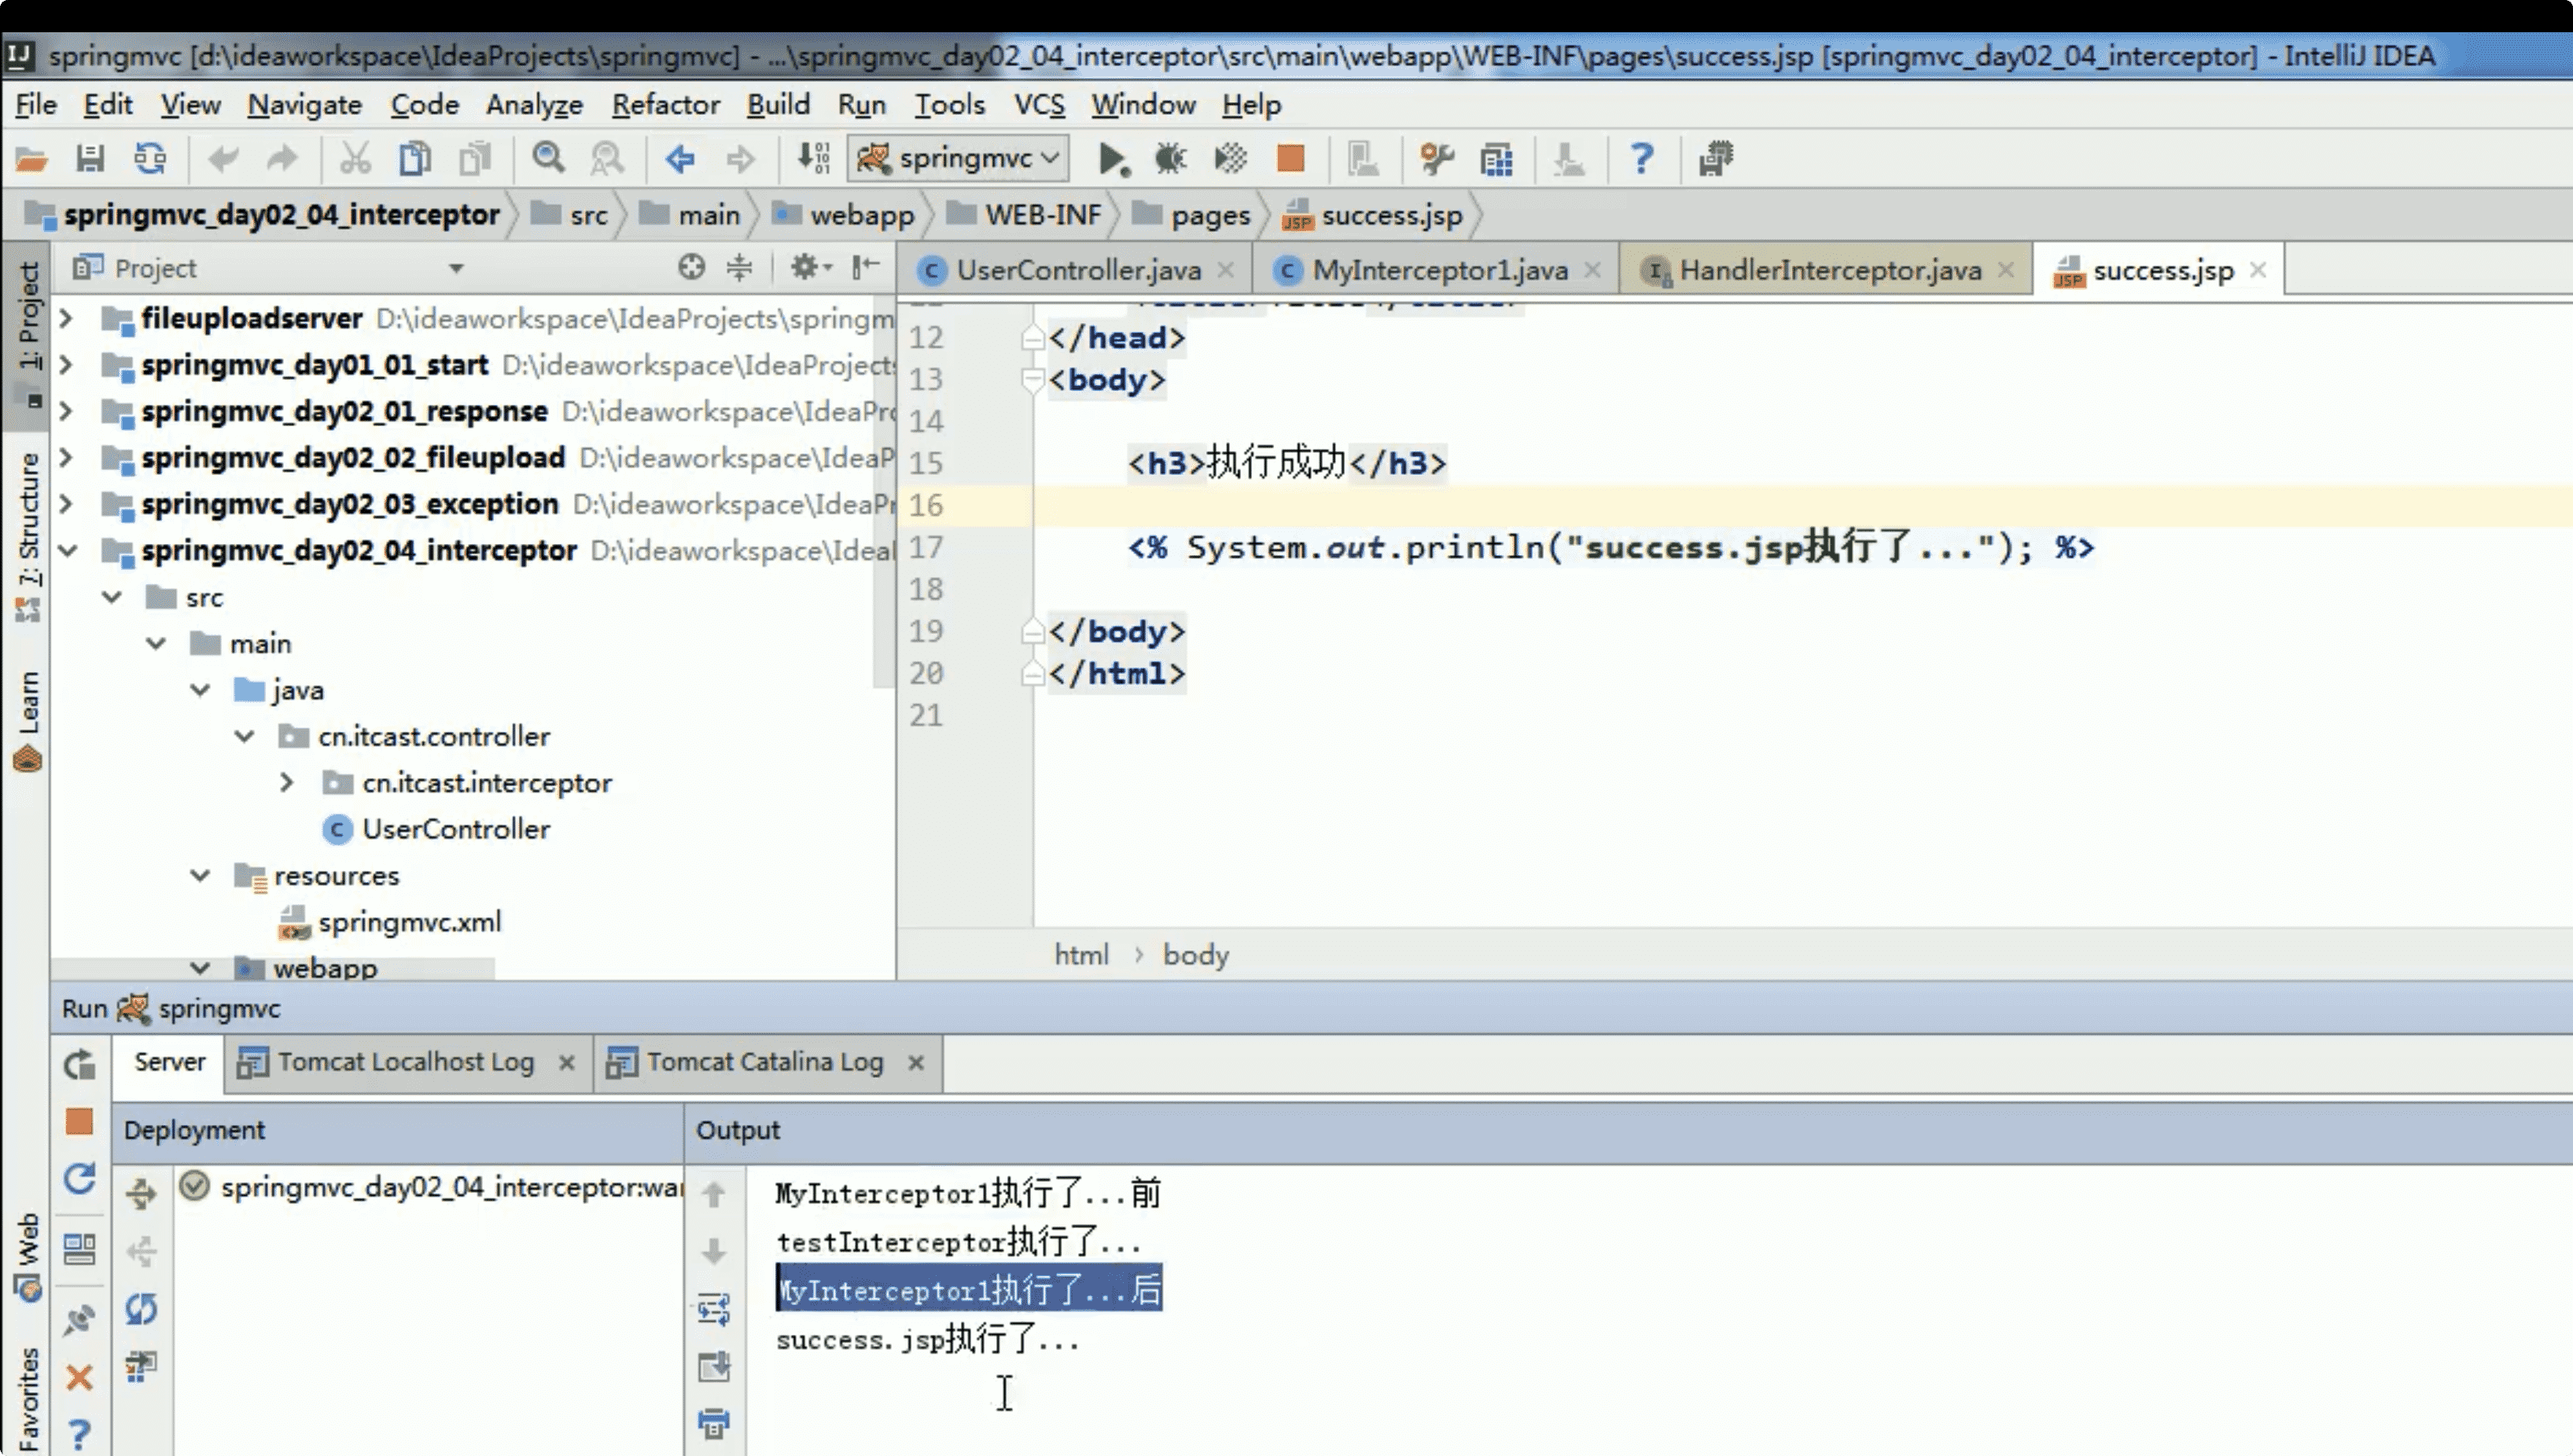 springmvc [d:\ideaworkspace\IdeaProjects\springmvc] - ...\springmvc_day02_04_interceptor\src\main\webapp\WEB-INF\pages\success.jsp [springmvc_day02_04_interceptor] - IntelliJ IDEA
File Edit View Navigate Code Analyze Refactor Build Run Tools VCS Window Help
springmvc
springmvc_day02_04_interceptor src main webapp WEB-INF pages success.jsp
1: Project
7: Structure
Learn
Web
Favorites
Project
fileuploadserver D:\ideaworkspace\IdeaProjects\springm
springmvc_day01_01_start D:\ideaworkspace\IdeaProjects
springmvc_day02_01_response D:\ideaworkspace\IdeaPro
springmvc_day02_02_fileupload D:\ideaworkspace\IdeaP
springmvc_day02_03_exception D:\ideaworkspace\IdeaPr
springmvc_day02_04_interceptor D:\ideaworkspace\Idea
src
main
java
cn.itcast.controller
cn.itcast.interceptor
UserController
resources
springmvc.xml
webapp
UserController.java MyInterceptor1.java HandlerInterceptor.java success.jsp
12 </head>
13 <body>
14
15 <h3>执行成功</h3>
16
17 <% System.out.println("success.jsp执行了..."); %>
18
19 </body>
20 </html>
21
html › body
Run springmvc
Server Tomcat Localhost Log Tomcat Catalina Log
Deployment Output
springmvc_day02_04_interceptor:war
MyInterceptor1执行了...前
testInterceptor执行了...
MyInterceptor1执行了...后
success.jsp执行了...